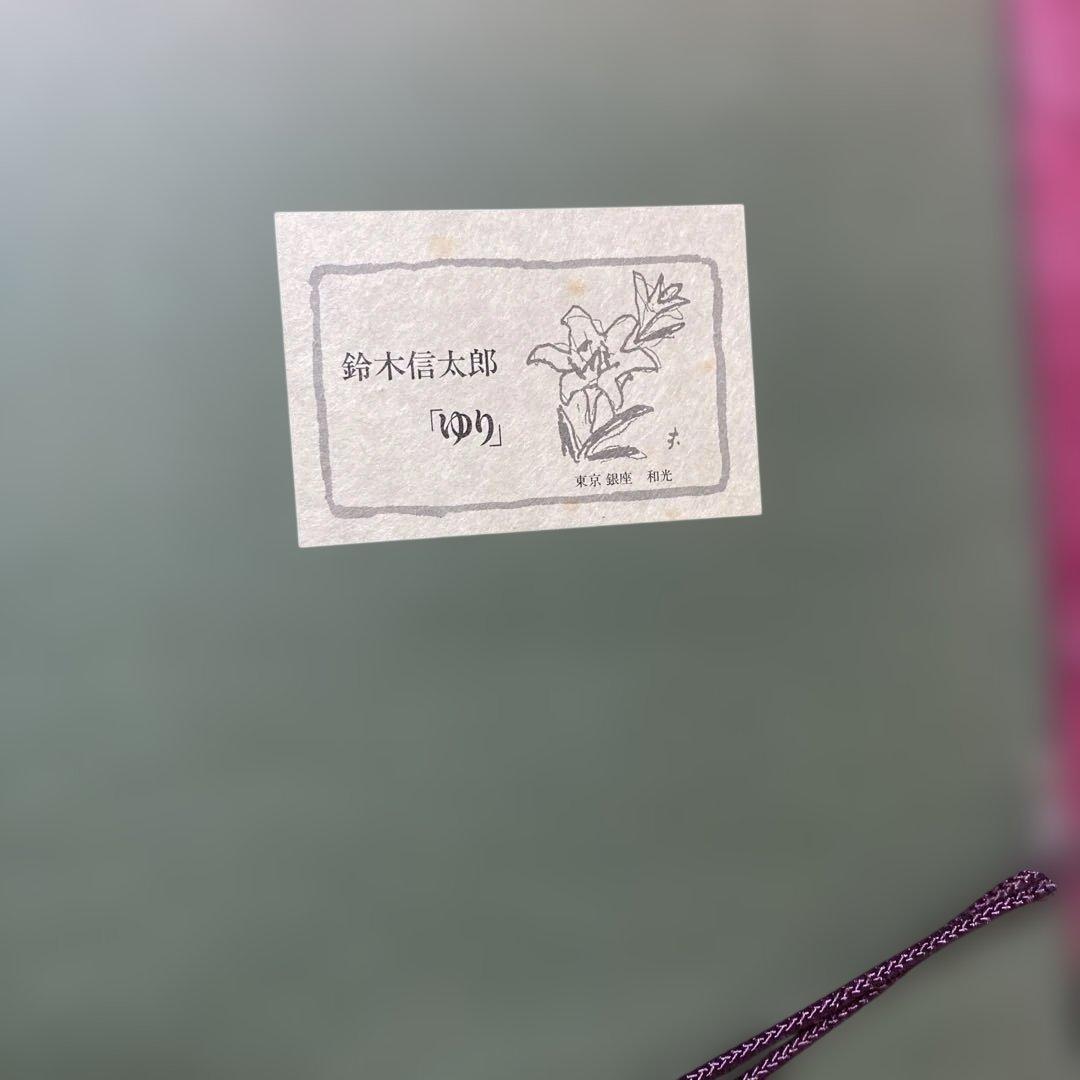 鈴木信太郎
「ゆり」
東京 銀座　和光